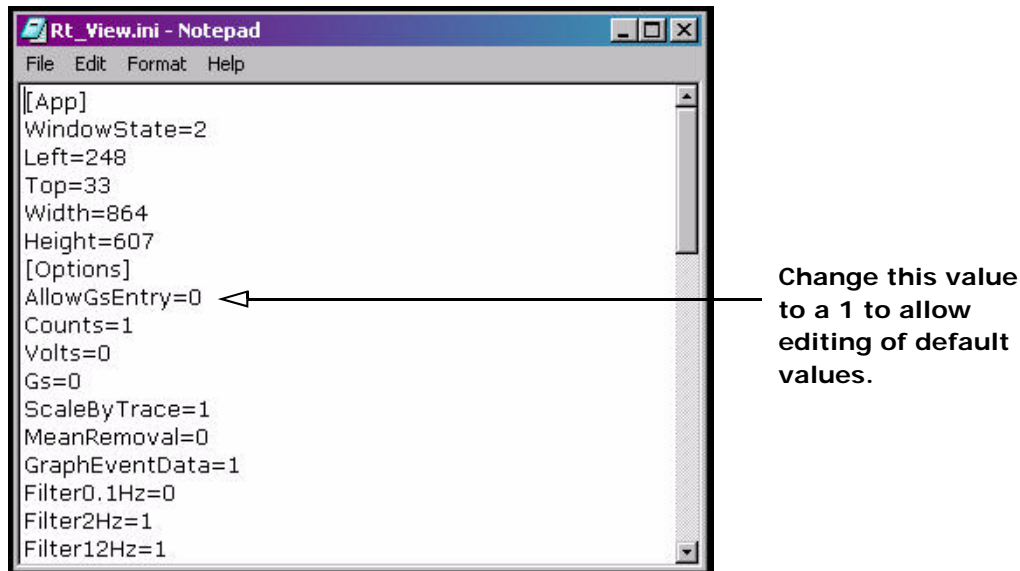 Rt_View.ini - Notepad
File Edit Format Help
[App]
WindowState=2
Left=248
Top=33
Width=864
Height=607
[Options]
AllowGsEntry=0
Counts=1
Volts=0
Gs=0
ScaleByTrace=1
MeanRemoval=0
GraphEventData=1
Filter0.1Hz=0
Filter2Hz=1
Filter12Hz=1
Change this value
to a 1 to allow
editing of default
values.